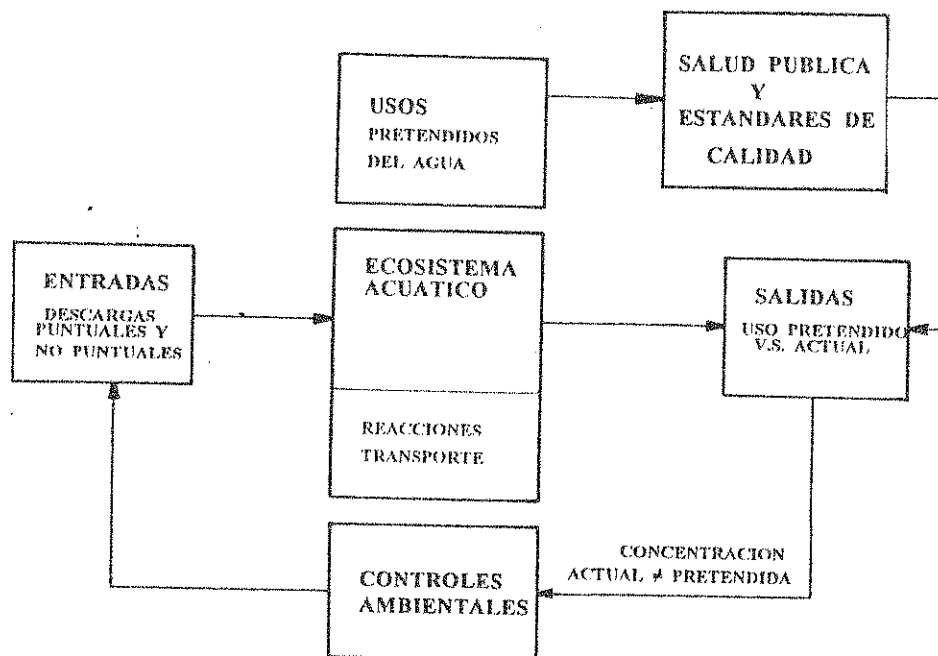 USOS
PRETENDIDOS
DEL AGUA
SALUD PUBLICA
Y
ESTANDARES DE
CALIDAD
ENTRADAS
DESCARGAS
PUNTUALES Y
NO PUNTUALES
ECOSISTEMA
ACUATICO
REACCIONES
TRANSPORTE
SALIDAS
USO PRETENDIDO
V.S. ACTUAL
CONCENTRACION
ACTUAL ≠ PRETENDIDA
CONTROLES
AMBIENTALES